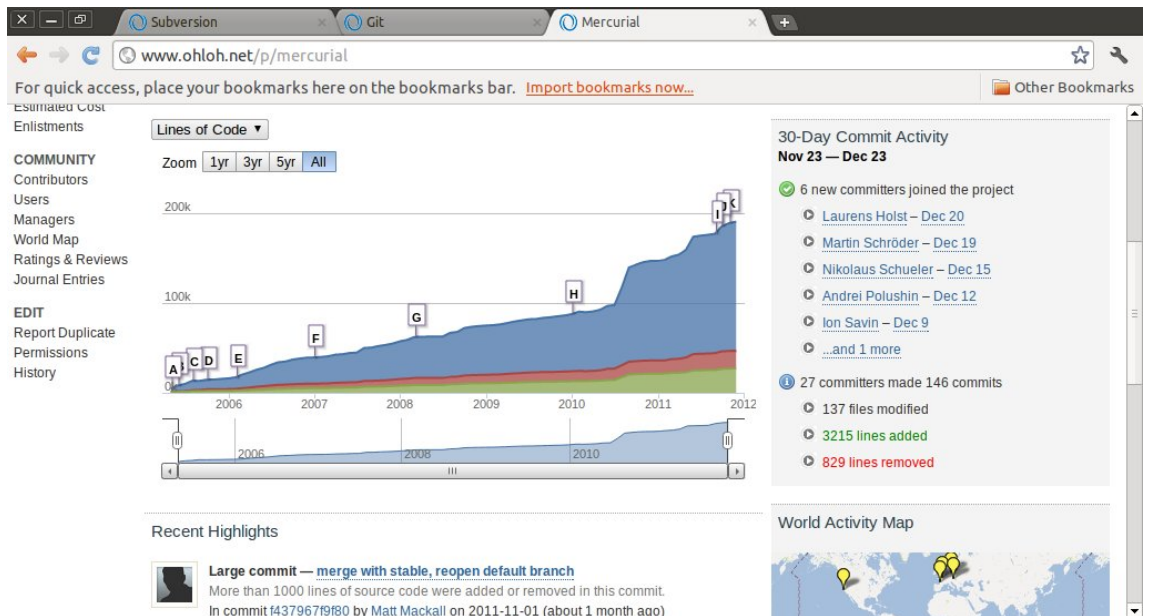 Subversion
Git
Mercurial
www.ohloh.net/p/mercurial
For quick access, place your bookmarks here on the bookmarks bar. Import bookmarks now...
Other Bookmarks
Estimated Cost
Enlistments
COMMUNITY
Contributors
Users
Managers
World Map
Ratings & Reviews
Journal Entries
EDIT
Report Duplicate
Permissions
History
Lines of Code
Zoom 1yr 3yr 5yr All
200k
100k
0
A
C
D
E
F
G
H
I
J
K
2006 2007 2008 2009 2010 2011 2012
2006 2008 2010
Recent Highlights
Large commit — merge with stable, reopen default branch
More than 1000 lines of source code were added or removed in this commit.
In commit f437967f9f80 by Matt Mackall on 2011-11-01 (about 1 month ago)
30-Day Commit Activity
Nov 23 — Dec 23
6 new committers joined the project
Laurens Holst – Dec 20
Martin Schröder – Dec 19
Nikolaus Schueler – Dec 15
Andrei Polushin – Dec 12
Ion Savin – Dec 9
...and 1 more
27 committers made 146 commits
137 files modified
3215 lines added
829 lines removed
World Activity Map